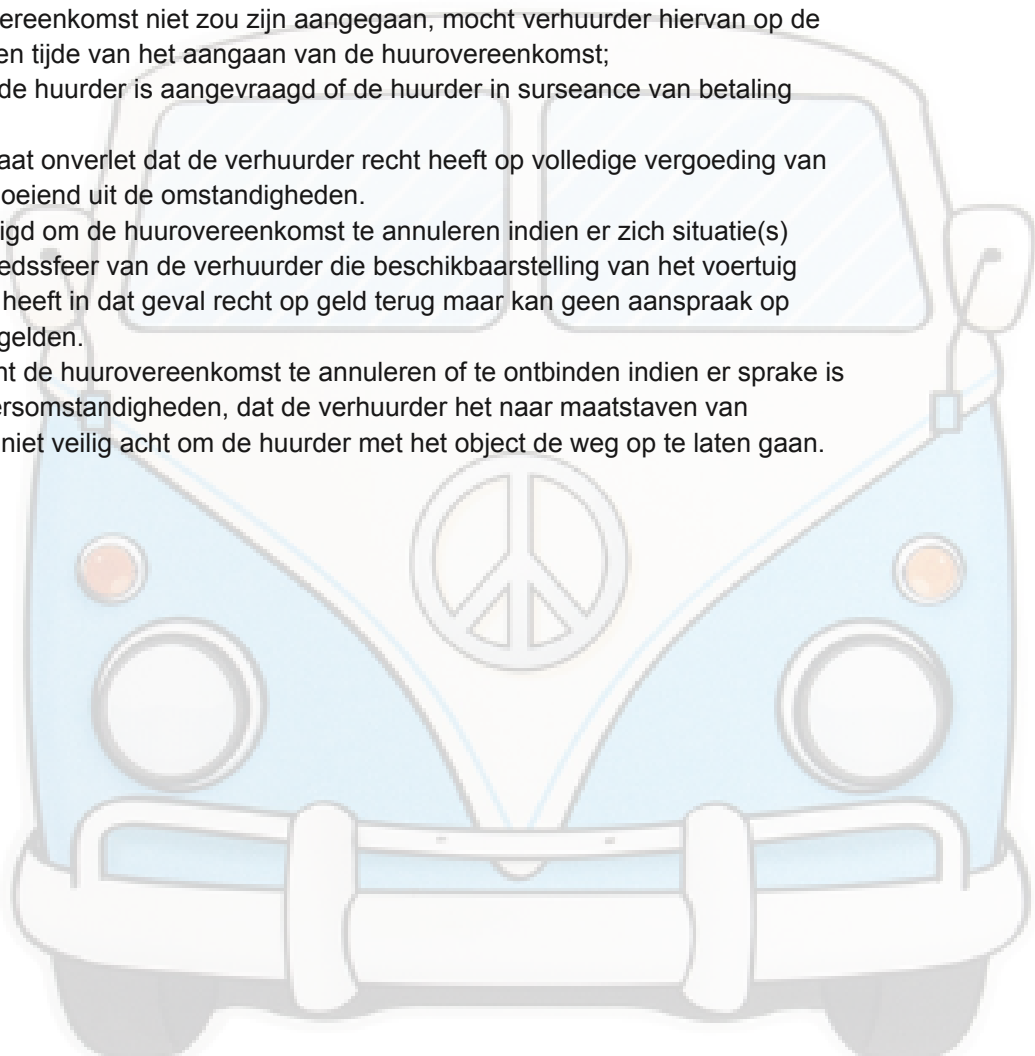 ereenkomst niet zou zijn aangegaan, mocht verhuurder hiervan op de
en tijde van het aangaan van de huurovereenkomst;
de huurder is aangevraagd of de huurder in surseance van betaling
aat onverlet dat de verhuurder recht heeft op volledige vergoeding van
oeiend uit de omstandigheden.
igd om de huurovereenkomst te annuleren indien er zich situatie(s)
edssfeer van de verhuurder die beschikbaarstelling van het voertuig
heeft in dat geval recht op geld terug maar kan geen aanspraak op
gelden.
nt de huurovereenkomst te annuleren of te ontbinden indien er sprake is
ersomstandigheden, dat de verhuurder het naar maatstaven van
niet veilig acht om de huurder met het object de weg op te laten gaan.